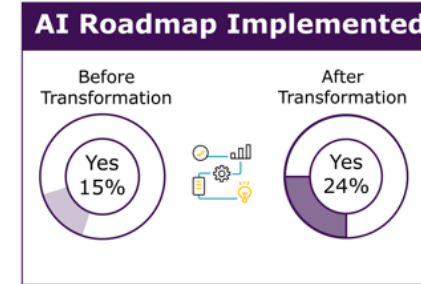 AI Roadmap Implemented
Before
Transformation
Yes
15%
After
Transformation
Yes
24%